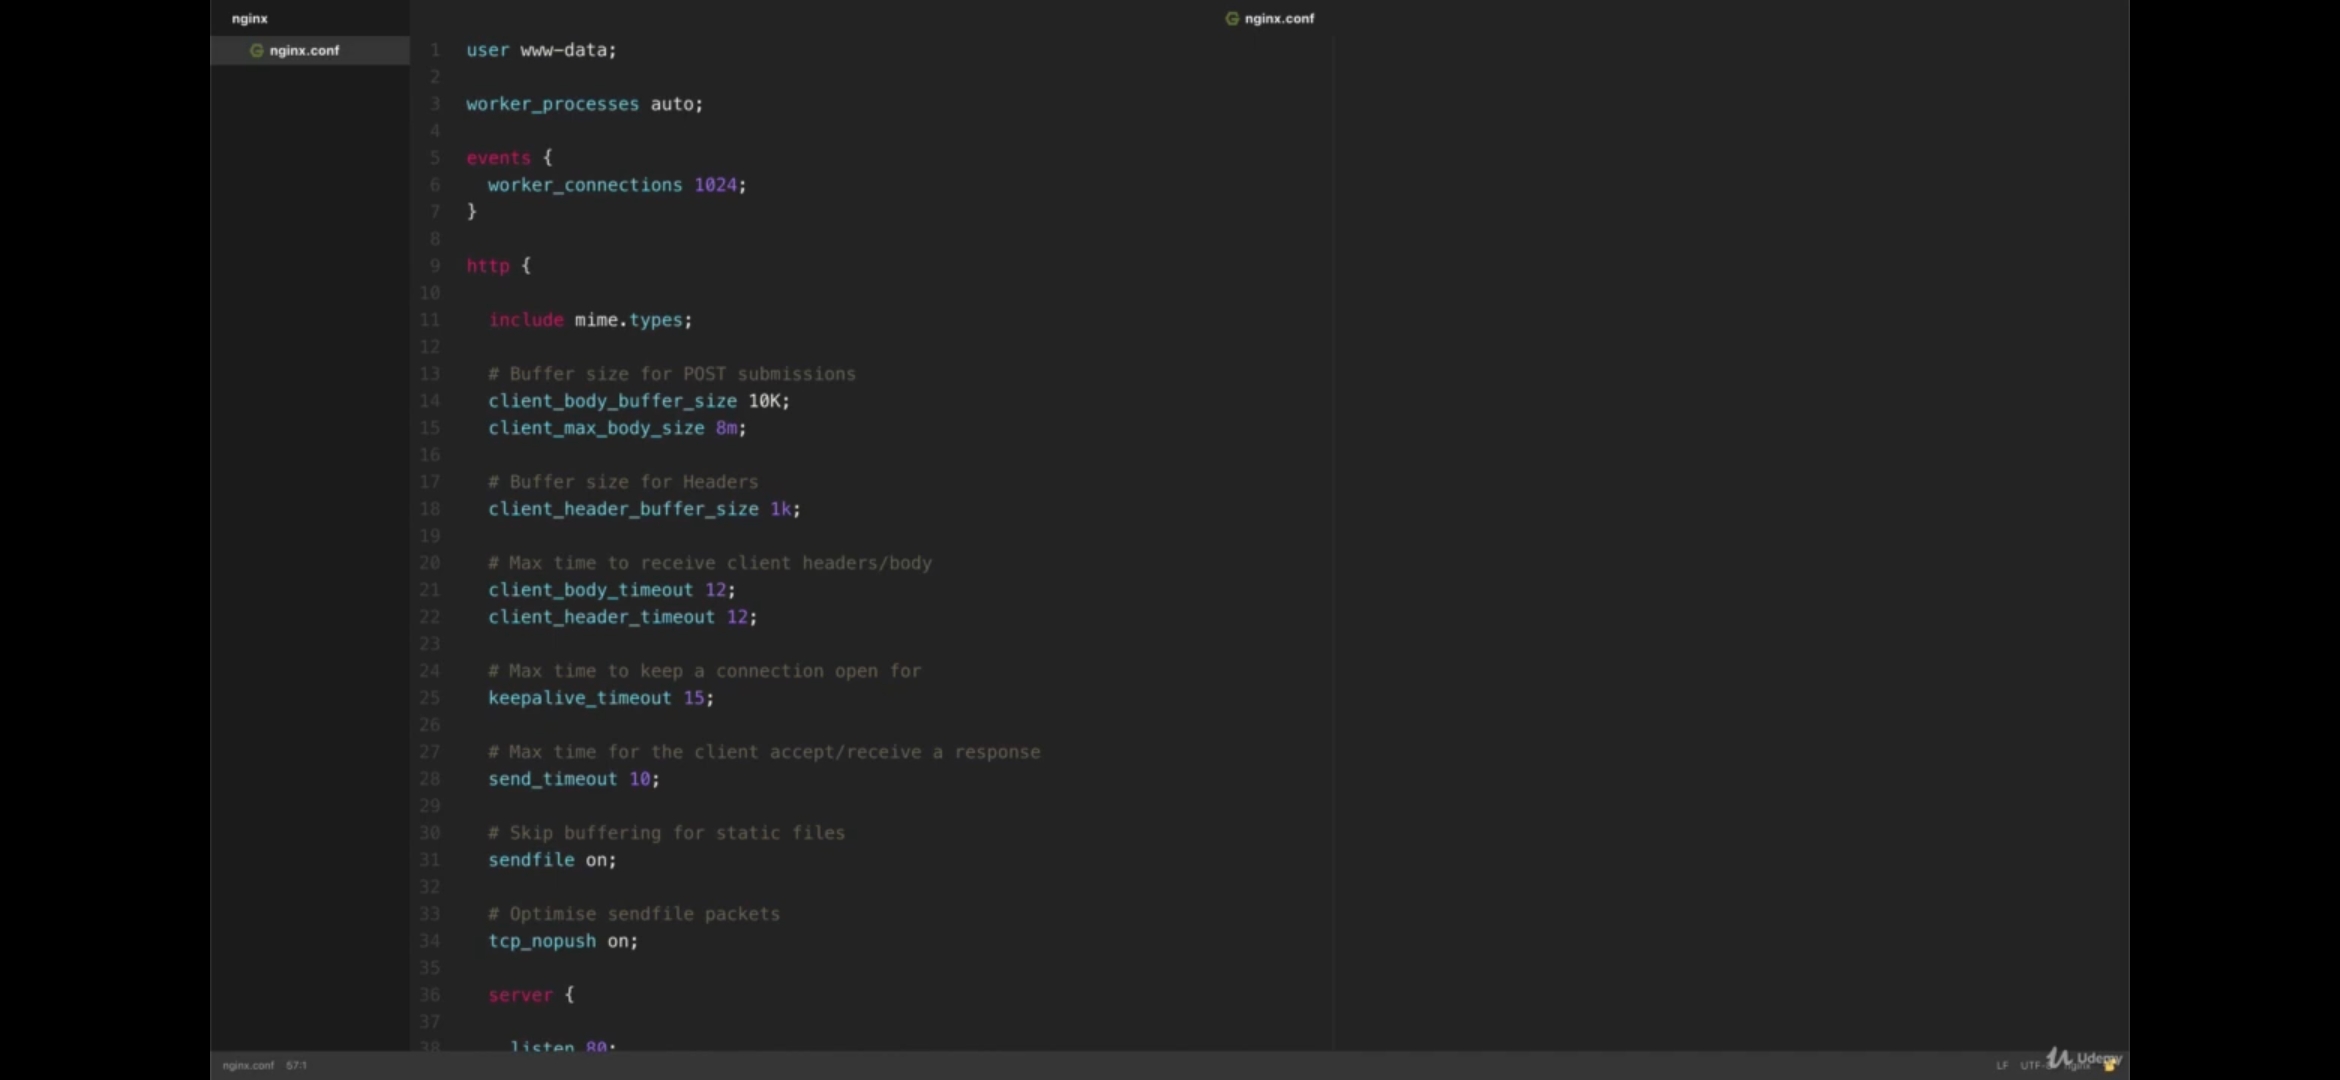 nginx
nginx.conf
nginx.conf
1 user www-data;
2
3 worker_processes auto;
4
5 events {
6   worker_connections 1024;
7 }
8
9 http {
10
11   include mime.types;
12
13   # Buffer size for POST submissions
14   client_body_buffer_size 10K;
15   client_max_body_size 8m;
16
17   # Buffer size for Headers
18   client_header_buffer_size 1k;
19
20   # Max time to receive client headers/body
21   client_body_timeout 12;
22   client_header_timeout 12;
23
24   # Max time to keep a connection open for
25   keepalive_timeout 15;
26
27   # Max time for the client accept/receive a response
28   send_timeout 10;
29
30   # Skip buffering for static files
31   sendfile on;
32
33   # Optimise sendfile packets
34   tcp_nopush on;
35
36   server {
37
38     listen 80;
nginx.conf 57:1
LF nginx
Udemy